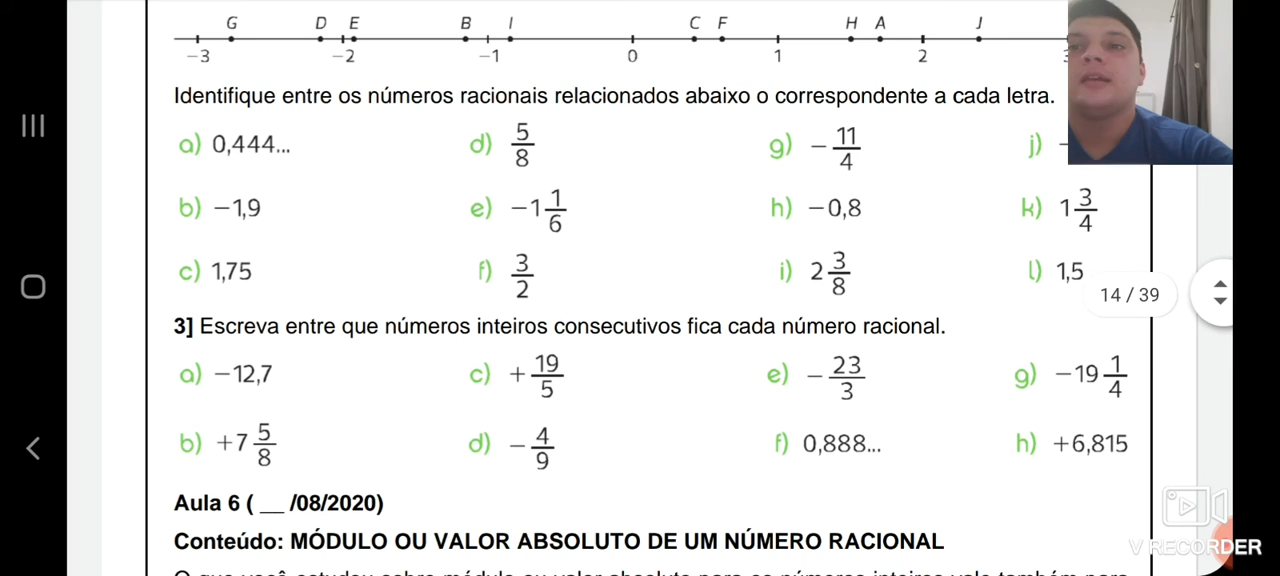 G D E B I C F H A J
−3 −2 −1 0 1 2
Identifique entre os números racionais relacionados abaixo o correspondente a cada letra.
a) 0,444... d) 5/8 g) −11/4 j) −
b) −1,9 e) −1 1/6 h) −0,8 k) 1 3/4
c) 1,75 f) 3/2 i) 2 3/8 l) 1,5
14 / 39
3] Escreva entre que números inteiros consecutivos fica cada número racional.
a) −12,7 c) +19/5 e) −23/3 g) −19 1/4
b) +7 5/8 d) −4/9 f) 0,888... h) +6,815
Aula 6 ( __ /08/2020)
Conteúdo: MÓDULO OU VALOR ABSOLUTO DE UM NÚMERO RACIONAL
V RECORDER